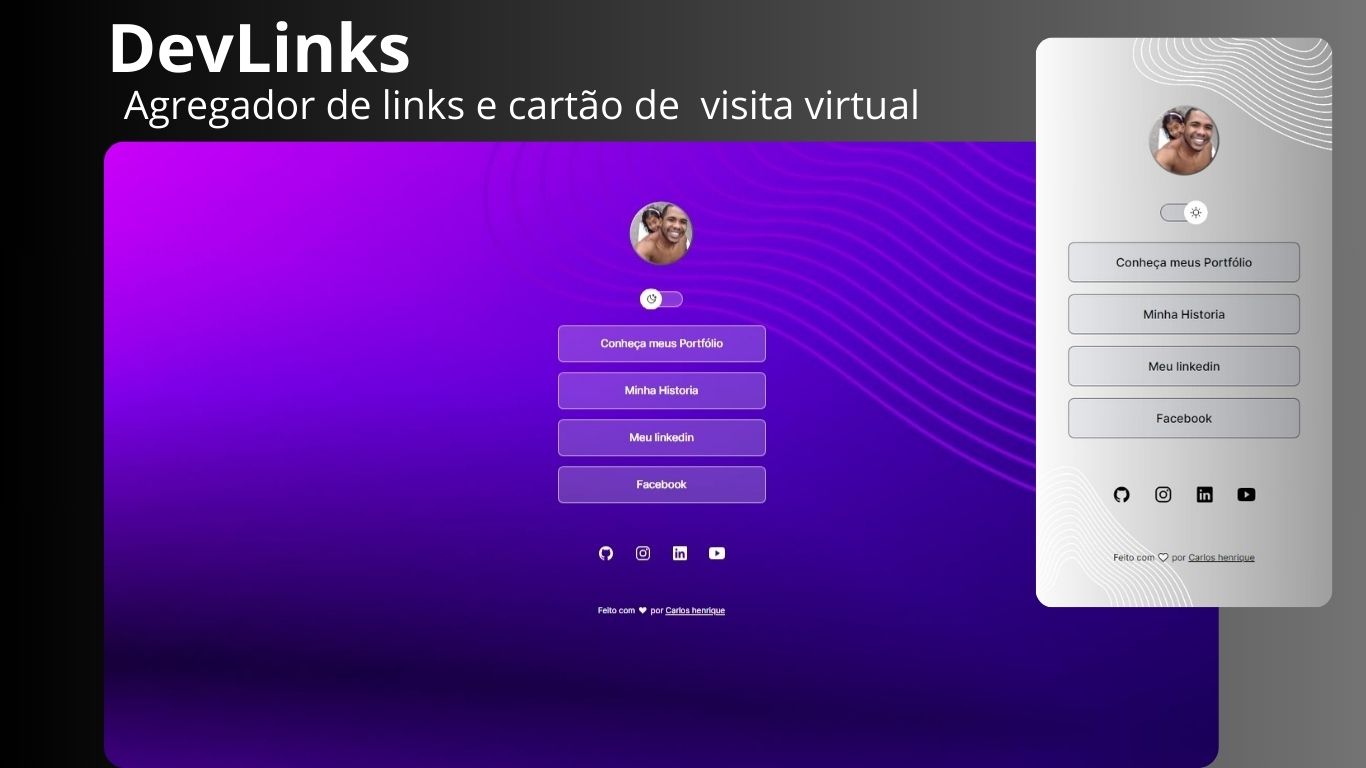 DevLinks
Agregador de links e cartão de visita virtual
Conheça meus Portfólio
Minha Historia
Meu linkedin
Facebook
Feito com ♥ por Carlos henrique
Conheça meus Portfólio
Minha Historia
Meu linkedin
Facebook
Feito com ♡ por Carlos henrique